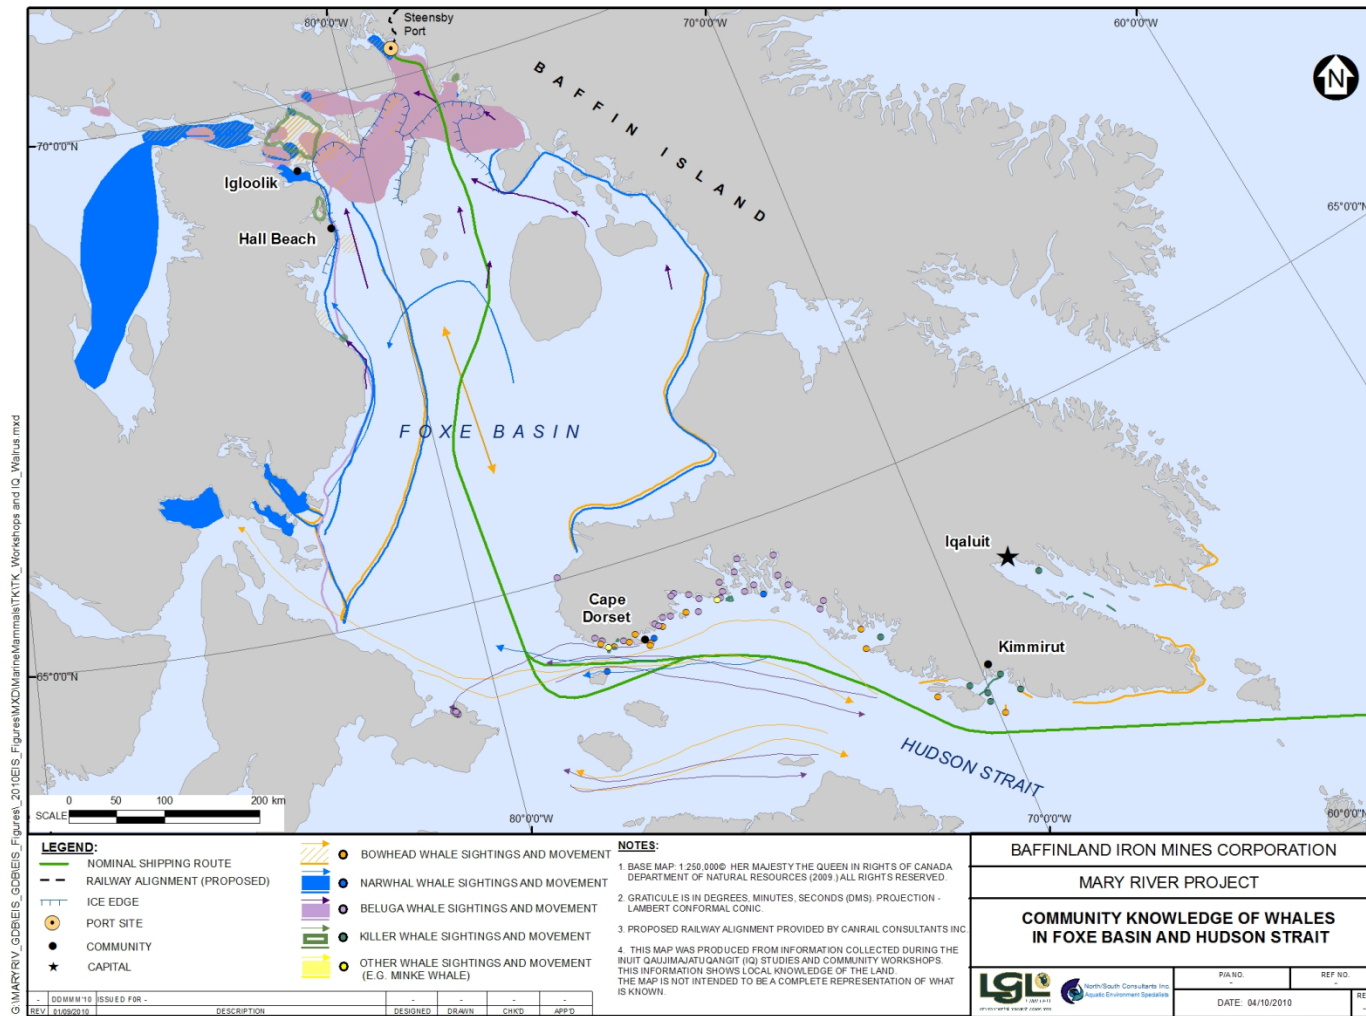 80°0'0"W
Steensby
Port
70°0'0"W
60°0'0"W
N
BAFFIN ISLAND
70°0'0"N
65°0'0"N
Igloolik
Hall Beach
FOXE BASIN
Iqaluit
Cape
Dorset
Kimmirut
65°0'0"N
HUDSON STRAIT
0 50 100 200 km
SCALE
80°0'0"W
70°0'0"W
60°0'0"N
LEGEND:
NOMINAL SHIPPING ROUTE
RAILWAY ALIGNMENT (PROPOSED)
ICE EDGE
PORT SITE
COMMUNITY
CAPITAL
BOWHEAD WHALE SIGHTINGS AND MOVEMENT
NARWHAL WHALE SIGHTINGS AND MOVEMENT
BELUGA WHALE SIGHTINGS AND MOVEMENT
KILLER WHALE SIGHTINGS AND MOVEMENT
OTHER WHALE SIGHTINGS AND MOVEMENT
(E.G. MINKE WHALE)
NOTES:
1. BASE MAP: 1:250,000© HER MAJESTY THE QUEEN IN RIGHTS OF CANADA
DEPARTMENT OF NATURAL RESOURCES (2009.) ALL RIGHTS RESERVED.
2. GRATICULE IS IN DEGREES, MINUTES, SECONDS (DMS). PROJECTION -
LAMBERT CONFORMAL CONIC.
3. PROPOSED RAILWAY ALIGNMENT PROVIDED BY CANRAIL CONSULTANTS INC.
4. THIS MAP WAS PRODUCED FROM INFORMATION COLLECTED DURING THE
INUIT QAUJIMAJATUQANGIT (IQ) STUDIES AND COMMUNITY WORKSHOPS.
THIS INFORMATION SHOWS LOCAL KNOWLEDGE OF THE LAND.
THE MAP IS NOT INTENDED TO BE A COMPLETE REPRESENTATION OF WHAT
IS KNOWN.
BAFFINLAND IRON MINES CORPORATION
MARY RIVER PROJECT
COMMUNITY KNOWLEDGE OF WHALES
IN FOXE BASIN AND HUDSON STRAIT
LGL
LIMITED
North/South Consultants Inc.
Aquatic Environment Specialists
P/A NO.
-
REF NO.
-
DATE: 04/10/2010
- DDMMM'10 ISSUED FOR - - - - -
REV 01/09/2010 DESCRIPTION DESIGNED DRAWN CHK'D APP'D